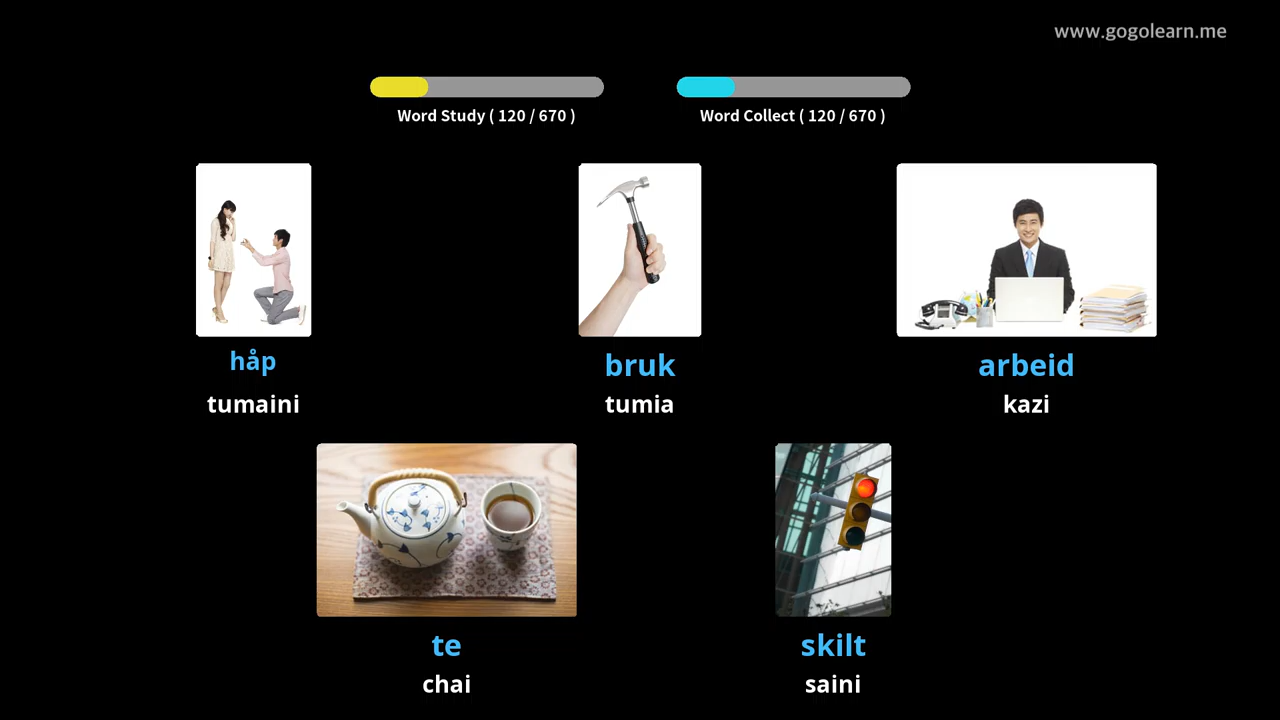 www.gogolearn.me
Word Study ( 120 / 670 )
Word Collect ( 120 / 670 )
håp
bruk
arbeid
tumaini
tumia
kazi
te
skilt
chai
saini